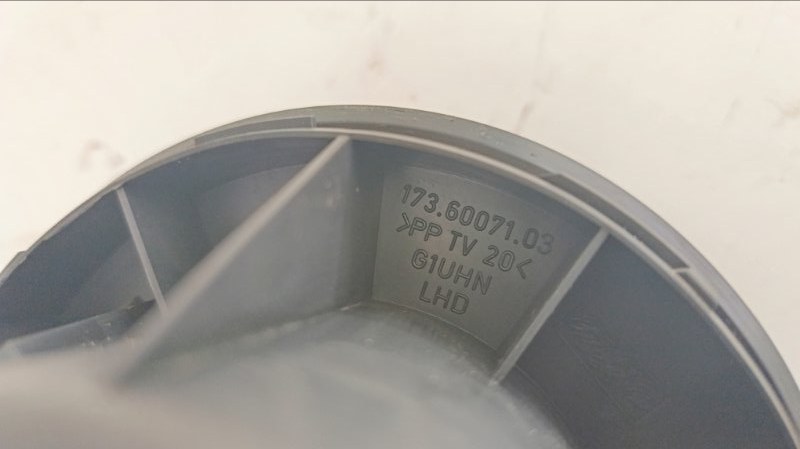 173.60071.03
>PP TV 20<
G1UHN
LHD